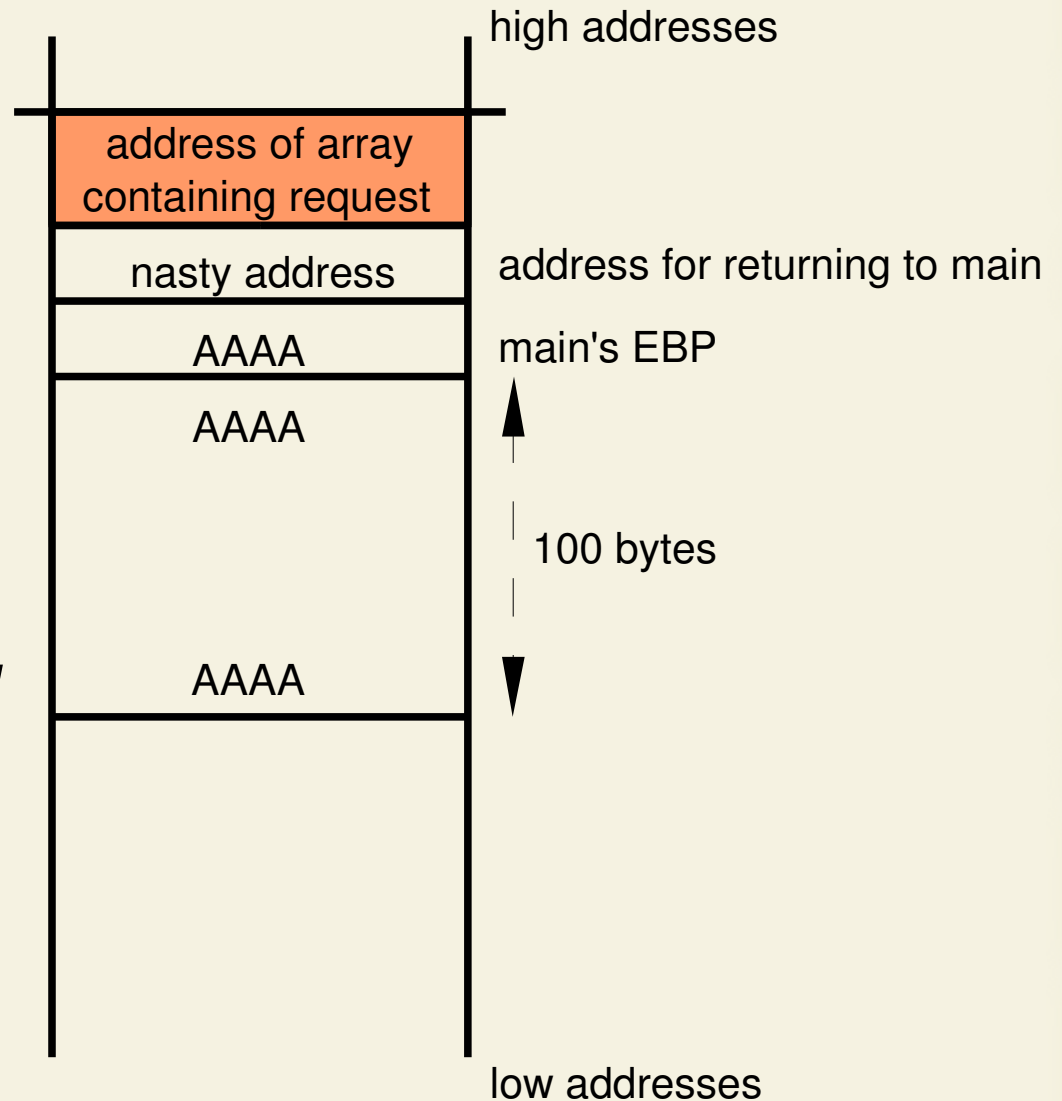 high addresses
address of array
containing request
nasty address
address for returning to main
AAAA
main's EBP
AAAA
100 bytes
AAAA
low addresses